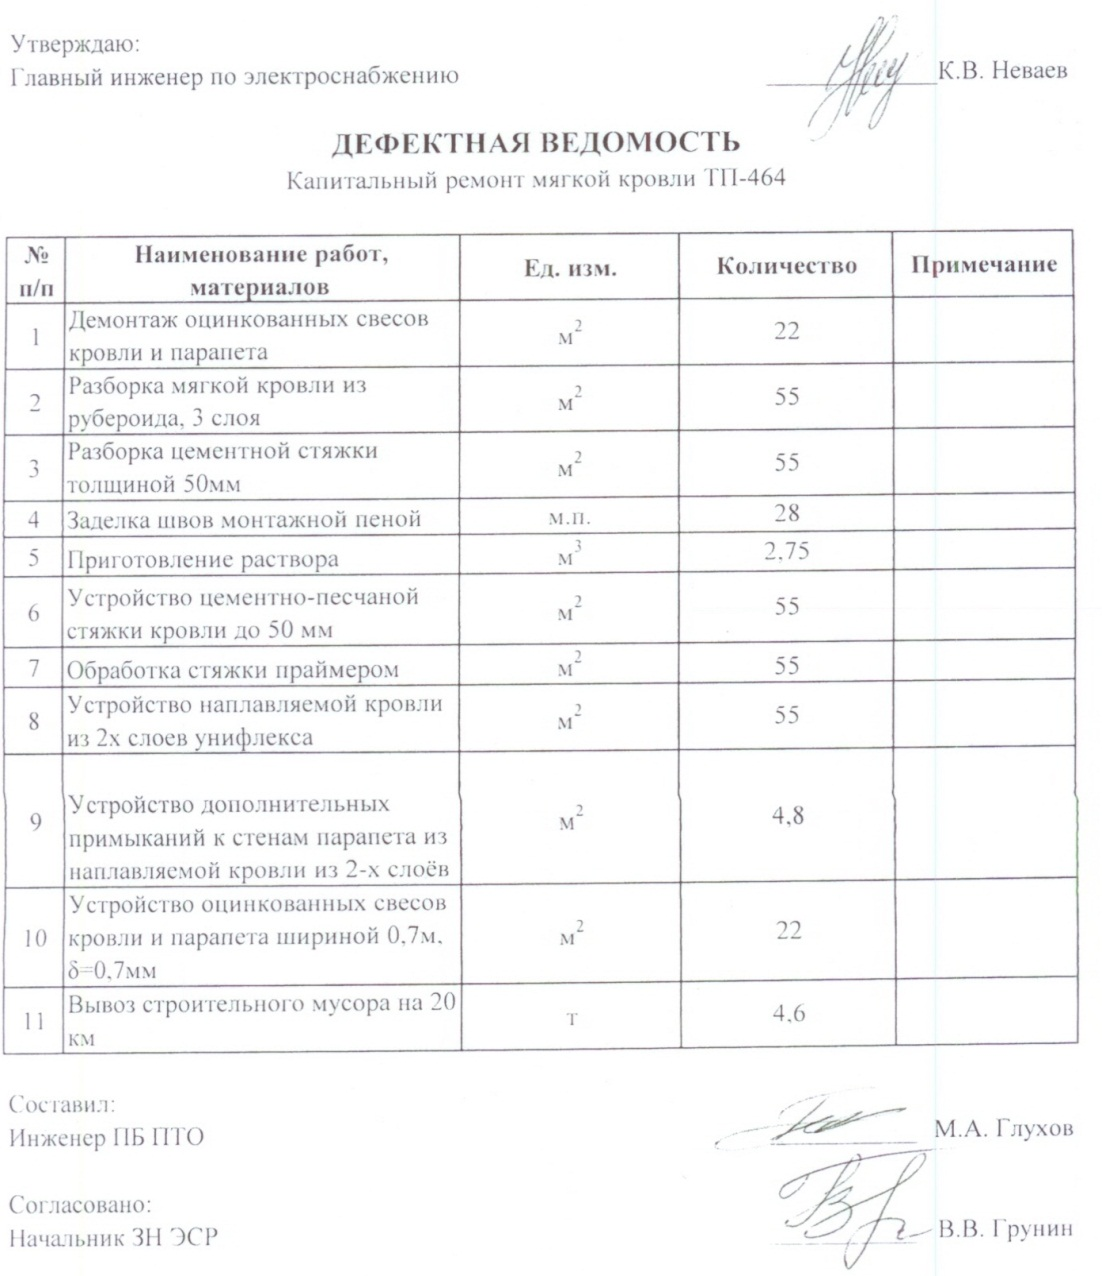 Утверждаю:
Главный инженер по электроснабжению
К.В. Неваев
ДЕФЕКТНАЯ ВЕДОМОСТЬ
Капитальный ремонт мягкой кровли ТП-464
№ п/п Наименование работ, материалов Ед. изм. Количество Примечание
1 Демонтаж оцинкованных свесов
кровли и парапета м² 22
2 Разборка мягкой кровли из
рубероида, 3 слоя м² 55
3 Разборка цементной стяжки
толщиной 50мм м² 55
4 Заделка швов монтажной пеной м.п. 28
5 Приготовление раствора м³ 2,75
6 Устройство цементно-песчаной
стяжки кровли до 50 мм м² 55
7 Обработка стяжки праймером м² 55
8 Устройство наплавляемой кровли
из 2х слоев унифлекса м² 55
9 Устройство дополнительных
примыканий к стенам парапета из
наплавляемой кровли из 2-х слоёв м² 4,8
10 Устройство оцинкованных свесов
кровли и парапета шириной 0,7м,
δ=0,7мм м² 22
11 Вывоз строительного мусора на 20
км т 4,6
Составил:
Инженер ПБ ПТО
М.А. Глухов
Согласовано:
Начальник ЗН ЭСР
В.В. Грунин